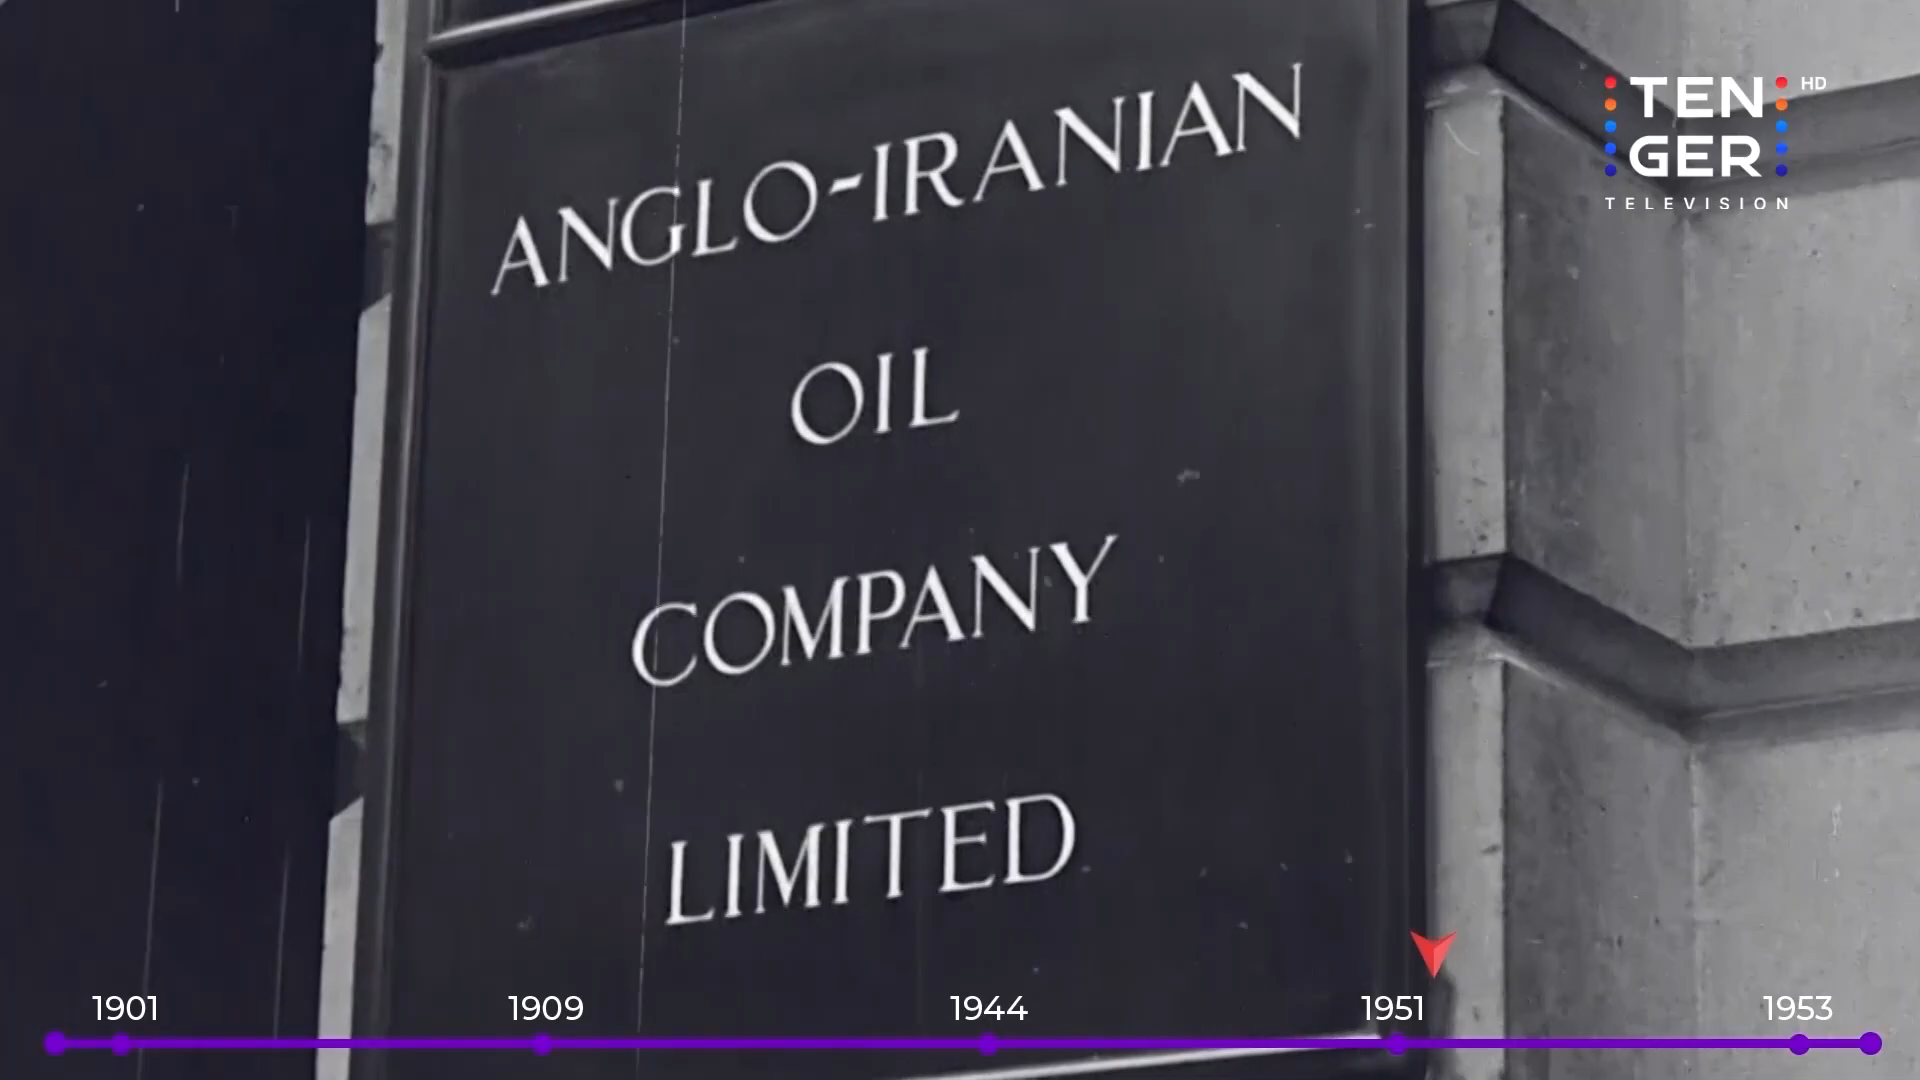 ANGLO-IRANIAN
OIL
COMPANY
LIMITED
TEN
GER
HD
TELEVISION
1901
1909
1944
1951
1953